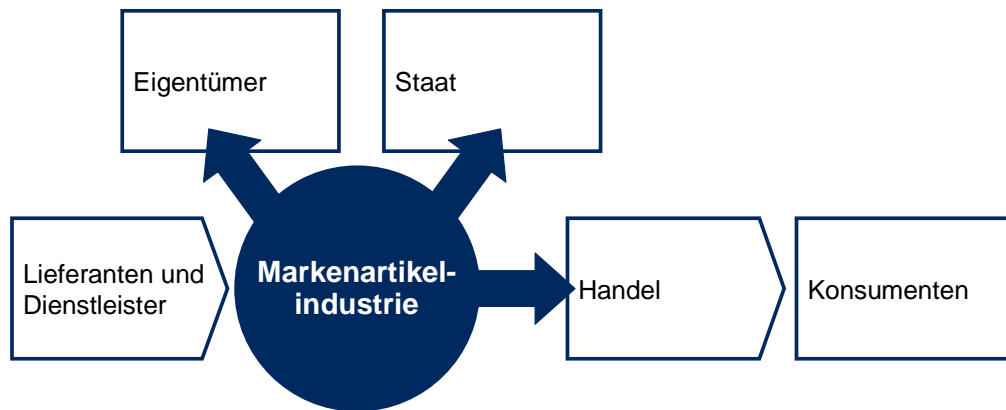 Eigentümer
Staat
Lieferanten und
Dienstleister
Markenartikel-
industrie
Handel
Konsumenten